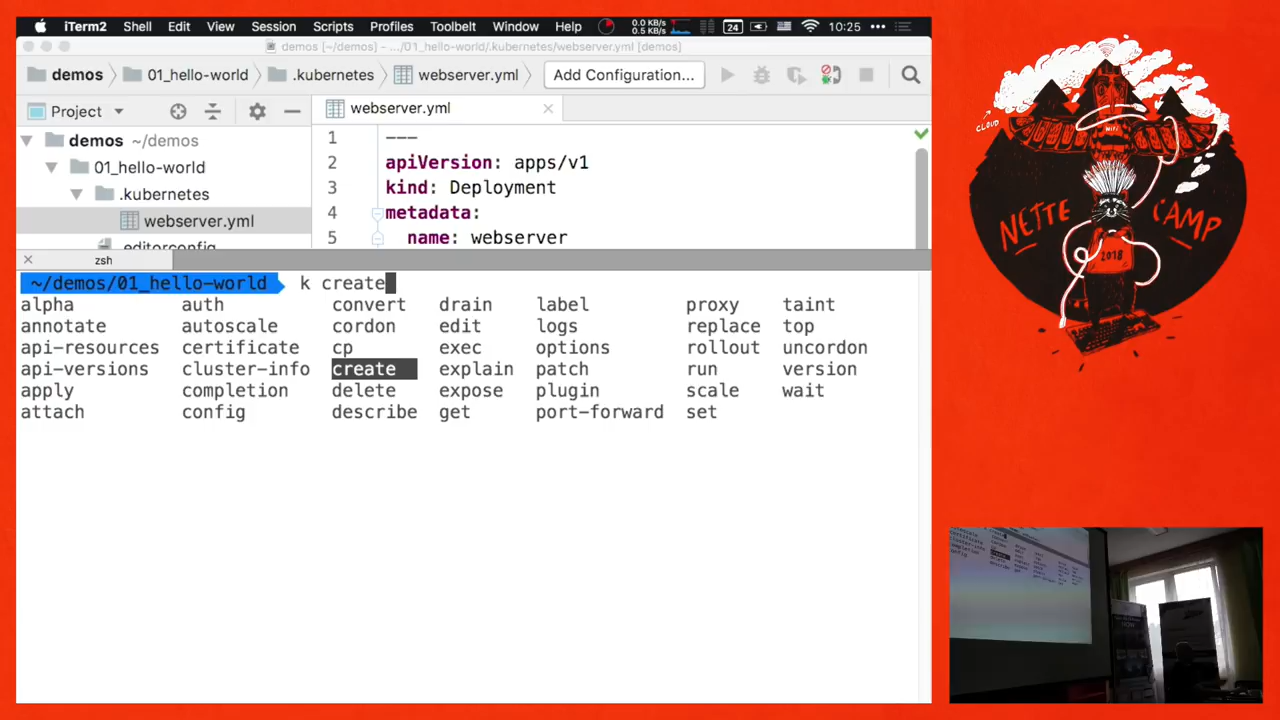 iTerm2 Shell Edit View Session Scripts Profiles Toolbelt Window Help 0.0 KB/s 0.5 KB/s 24 10:25
demos [~/demos] - .../01_hello-world/.kubernetes/webserver.yml [demos]
demos 01_hello-world .kubernetes webserver.yml Add Configuration...
Project webserver.yml
demos ~/demos
01_hello-world
.kubernetes
webserver.yml
.editorconfig
1 ---
2 apiVersion: apps/v1
3 kind: Deployment
4 metadata:
5 name: webserver
zsh
~/demos/01_hello-world k create
alpha auth convert drain label proxy taint
annotate autoscale cordon edit logs replace top
api-resources certificate cp exec options rollout uncordon
api-versions cluster-info create explain patch run version
apply completion delete expose plugin scale wait
attach config describe get port-forward set
CLOUD
WiFi
NETTE CAMP
2018